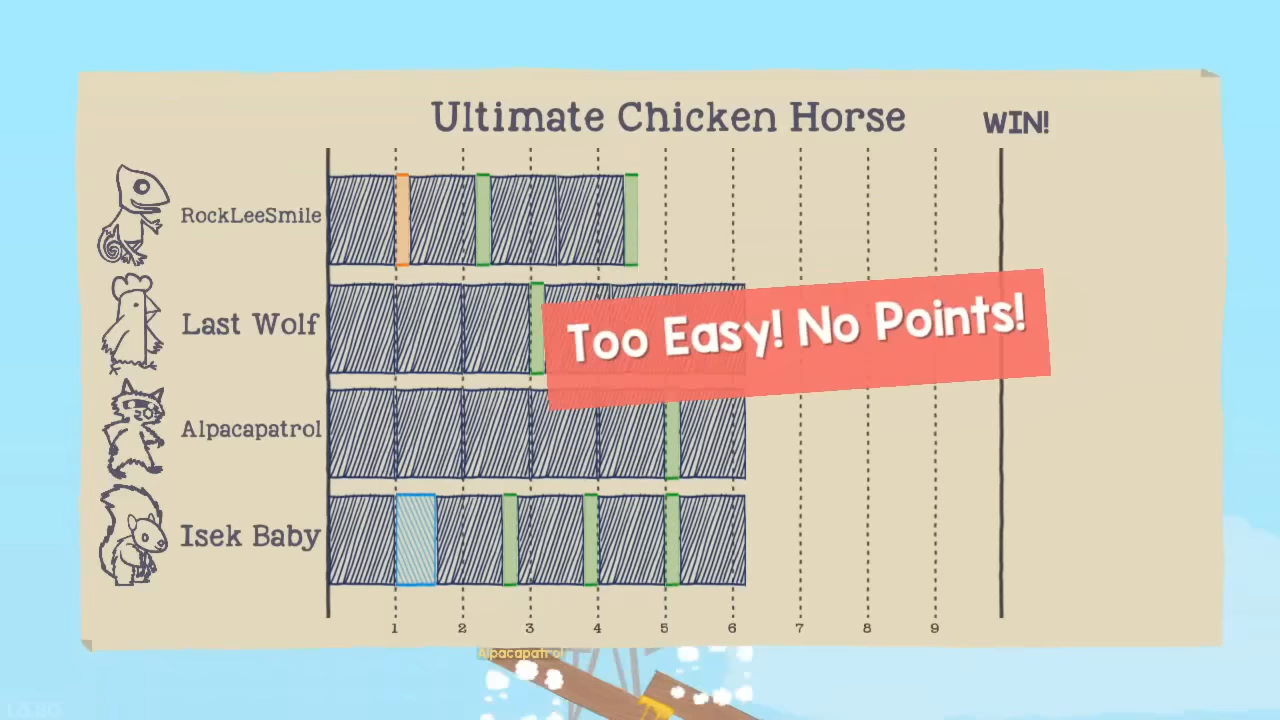 Ultimate Chicken Horse
WIN!
RockLeeSmile
Last Wolf
Too Easy! No Points!
Alpacapatrol
Isek Baby
1 2 3 4 5 6 7 8 9
Alpacapatrol